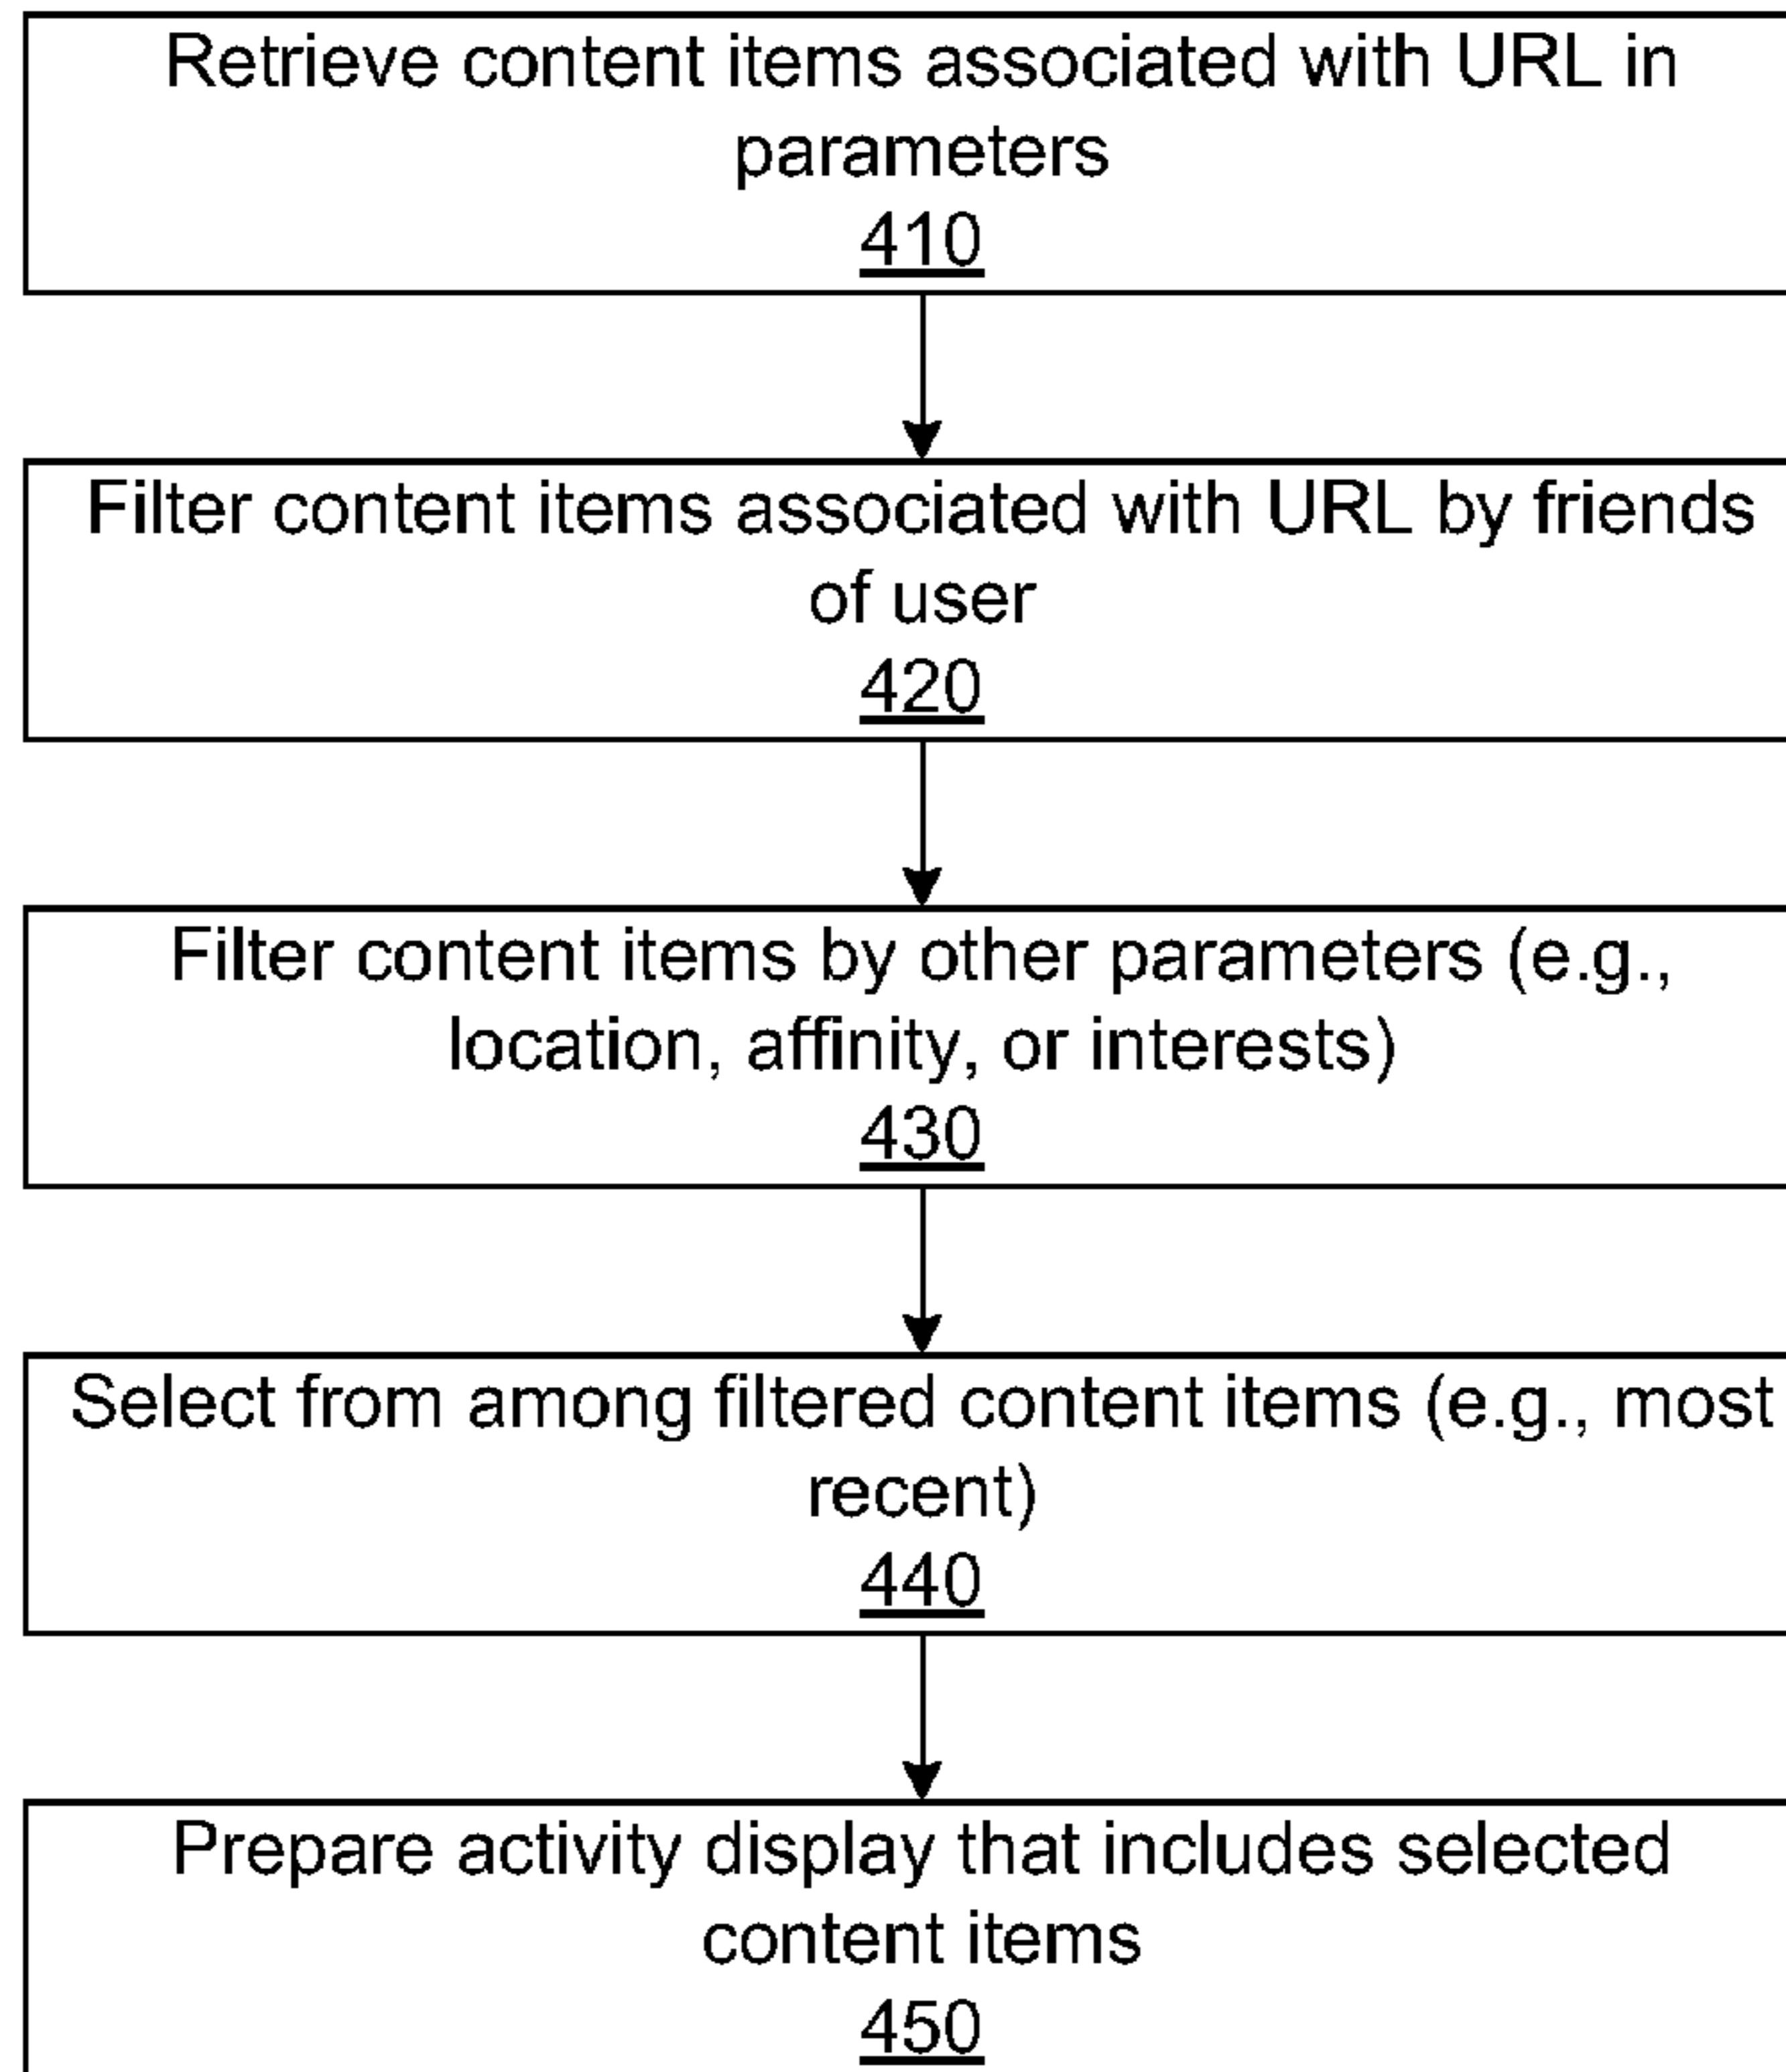 Retrieve content items associated with URL in
parameters
410
Filter content items associated with URL by friends
of user
420
Filter content items by other parameters (e.g.,
location, affinity, or interests)
430
Select from among filtered content items (e.g., most
recent)
440
Prepare activity display that includes selected
content items
450